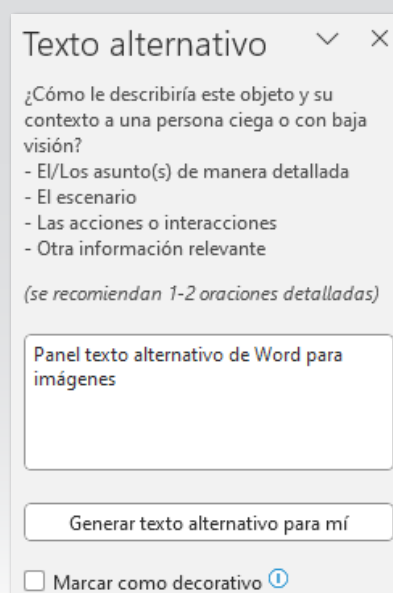 Texto alternativo
¿Cómo le describiría este objeto y su
contexto a una persona ciega o con baja
visión?
- El/Los asunto(s) de manera detallada
- El escenario
- Las acciones o interacciones
- Otra información relevante
(se recomiendan 1-2 oraciones detalladas)
Panel texto alternativo de Word para
imágenes
Generar texto alternativo para mí
Marcar como decorativo